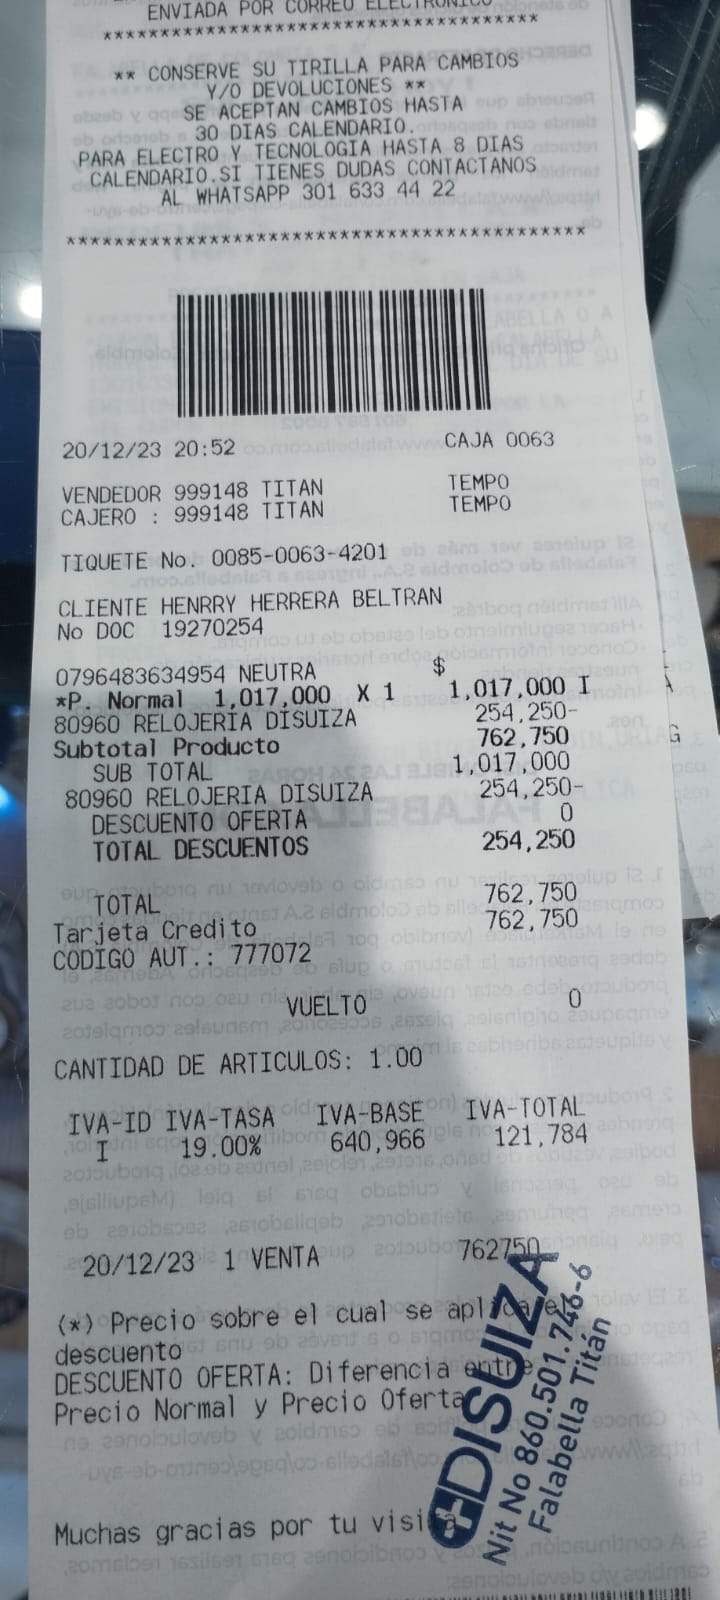 ENVIADA POR CORREO ELECTRONICO
****************************************
** CONSERVE SU TIRILLA PARA CAMBIOS
Y/O DEVOLUCIONES **
SE ACEPTAN CAMBIOS HASTA
30 DIAS CALENDARIO.
PARA ELECTRO Y TECNOLOGIA HASTA 8 DIAS
CALENDARIO.SI TIENES DUDAS CONTACTANOS
AL WHATSAPP 301 633 44 22
********************************************
20/12/23 20:52 CAJA 0063
VENDEDOR 999148 TITAN TEMPO
CAJERO : 999148 TITAN TEMPO
TIQUETE No. 0085-0063-4201
CLIENTE HENRRY HERRERA BELTRAN
No DOC 19270254
0796483634954 NEUTRA $
*P. Normal 1,017,000 X 1 1,017,000 I
80960 RELOJERIA DISUIZA 254,250-
Subtotal Producto 762,750
SUB TOTAL 1,017,000
80960 RELOJERIA DISUIZA 254,250-
DESCUENTO OFERTA 0
TOTAL DESCUENTOS 254,250
TOTAL 762,750
Tarjeta Credito 762,750
CODIGO AUT.: 777072
VUELTO 0
CANTIDAD DE ARTICULOS: 1.00
IVA-ID IVA-TASA IVA-BASE IVA-TOTAL
I 19.00% 640,966 121,784
20/12/23 1 VENTA 762750
(*) Precio sobre el cual se aplica el
descuento
DESCUENTO OFERTA: Diferencia entre
Precio Normal y Precio Oferta
Muchas gracias por tu visita
DISUIZA
Nit No 860.501.746-6
Falabella Titán